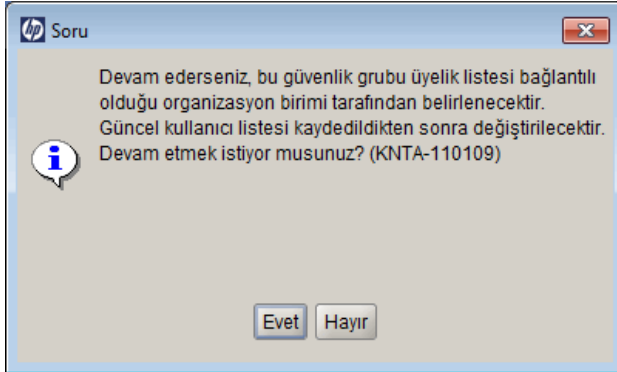 hp Soru
Devam ederseniz, bu güvenlik grubu üyelik listesi bağlantılı
olduğu organizasyon birimi tarafından belirlenecektir.
Güncel kullanıcı listesi kaydedildikten sonra değiştirilecektir.
Devam etmek istiyor musunuz? (KNTA-110109)
Evet Hayır